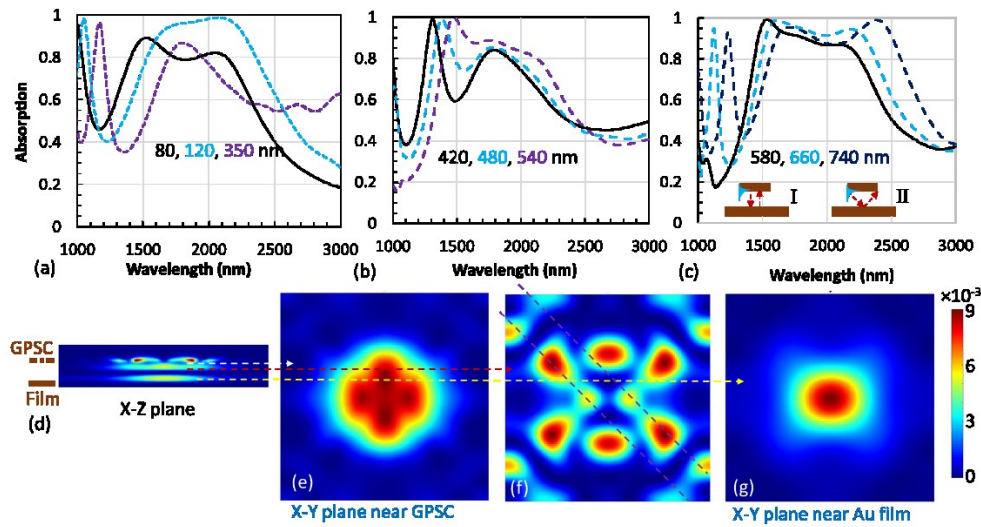 1
0.8
0.6
0.4
0.2
0
Absorption
80, 120, 350 nm
1000 1500 2000 2500 3000
Wavelength (nm)
(a)
1
0.8
0.6
0.4
0.2
0
420, 480, 540 nm
1000 1500 2000 2500 3000
Wavelength (nm)
(b)
1
0.8
0.6
0.4
0.2
0
580, 660, 740 nm
I II
1000 1500 2000 2500 3000
Wavelength (nm)
(c)
GPSC
Film
(d)
X-Z plane
(e)
X-Y plane near GPSC
(f)
(g)
X-Y plane near Au film
×10⁻³
9
6
3
0